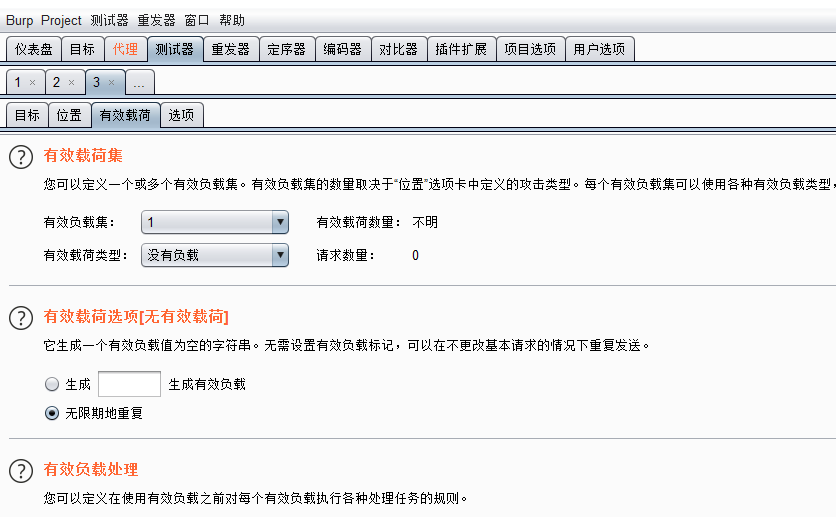 Burp Project 测试器 重发器 窗口 帮助
仪表盘 目标 代理 测试器 重发器 定序器 编码器 对比器 插件扩展 项目选项 用户选项
1 × 2 × 3 × ...
目标 位置 有效载荷 选项
? 有效载荷集
您可以定义一个或多个有效负载集。有效负载集的数量取决于“位置”选项卡中定义的攻击类型。每个有效负载集可以使用各种有效负载类型，
有效负载集： 1 有效载荷数量： 不明
有效载荷类型： 没有负载 请求数量： 0
? 有效载荷选项[无有效载荷]
它生成一个有效负载值为空的字符串。无需设置有效负载标记，可以在不更改基本请求的情况下重复发送。
生成 生成有效负载
无限期地重复
? 有效负载处理
您可以定义在使用有效负载之前对每个有效负载执行各种处理任务的规则。